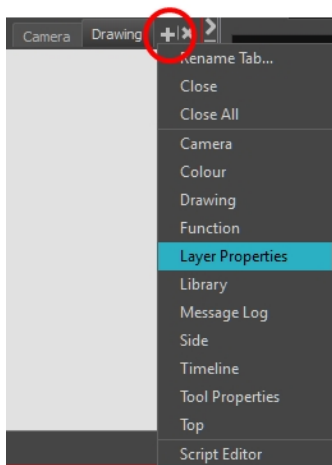 Camera Drawing
Rename Tab...
Close
Close All
Camera
Colour
Drawing
Function
Layer Properties
Library
Message Log
Side
Timeline
Tool Properties
Top
Script Editor